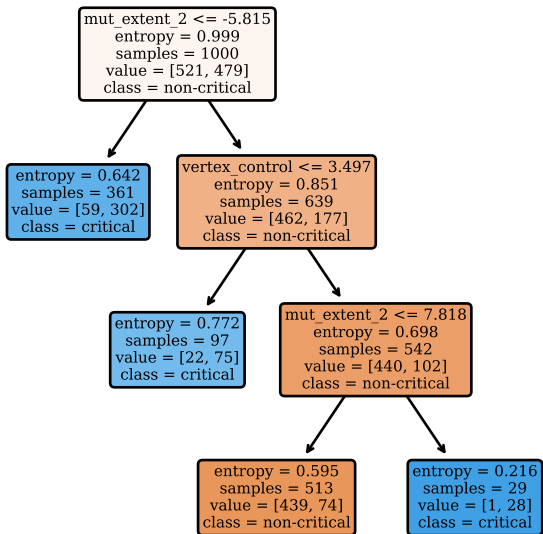 mut_extent_2 <= -5.815
entropy = 0.999
samples = 1000
value = [521, 479]
class = non-critical
entropy = 0.642
samples = 361
value = [59, 302]
class = critical
vertex_control <= 3.497
entropy = 0.851
samples = 639
value = [462, 177]
class = non-critical
entropy = 0.772
samples = 97
value = [22, 75]
class = critical
mut_extent_2 <= 7.818
entropy = 0.698
samples = 542
value = [440, 102]
class = non-critical
entropy = 0.595
samples = 513
value = [439, 74]
class = non-critical
entropy = 0.216
samples = 29
value = [1, 28]
class = critical